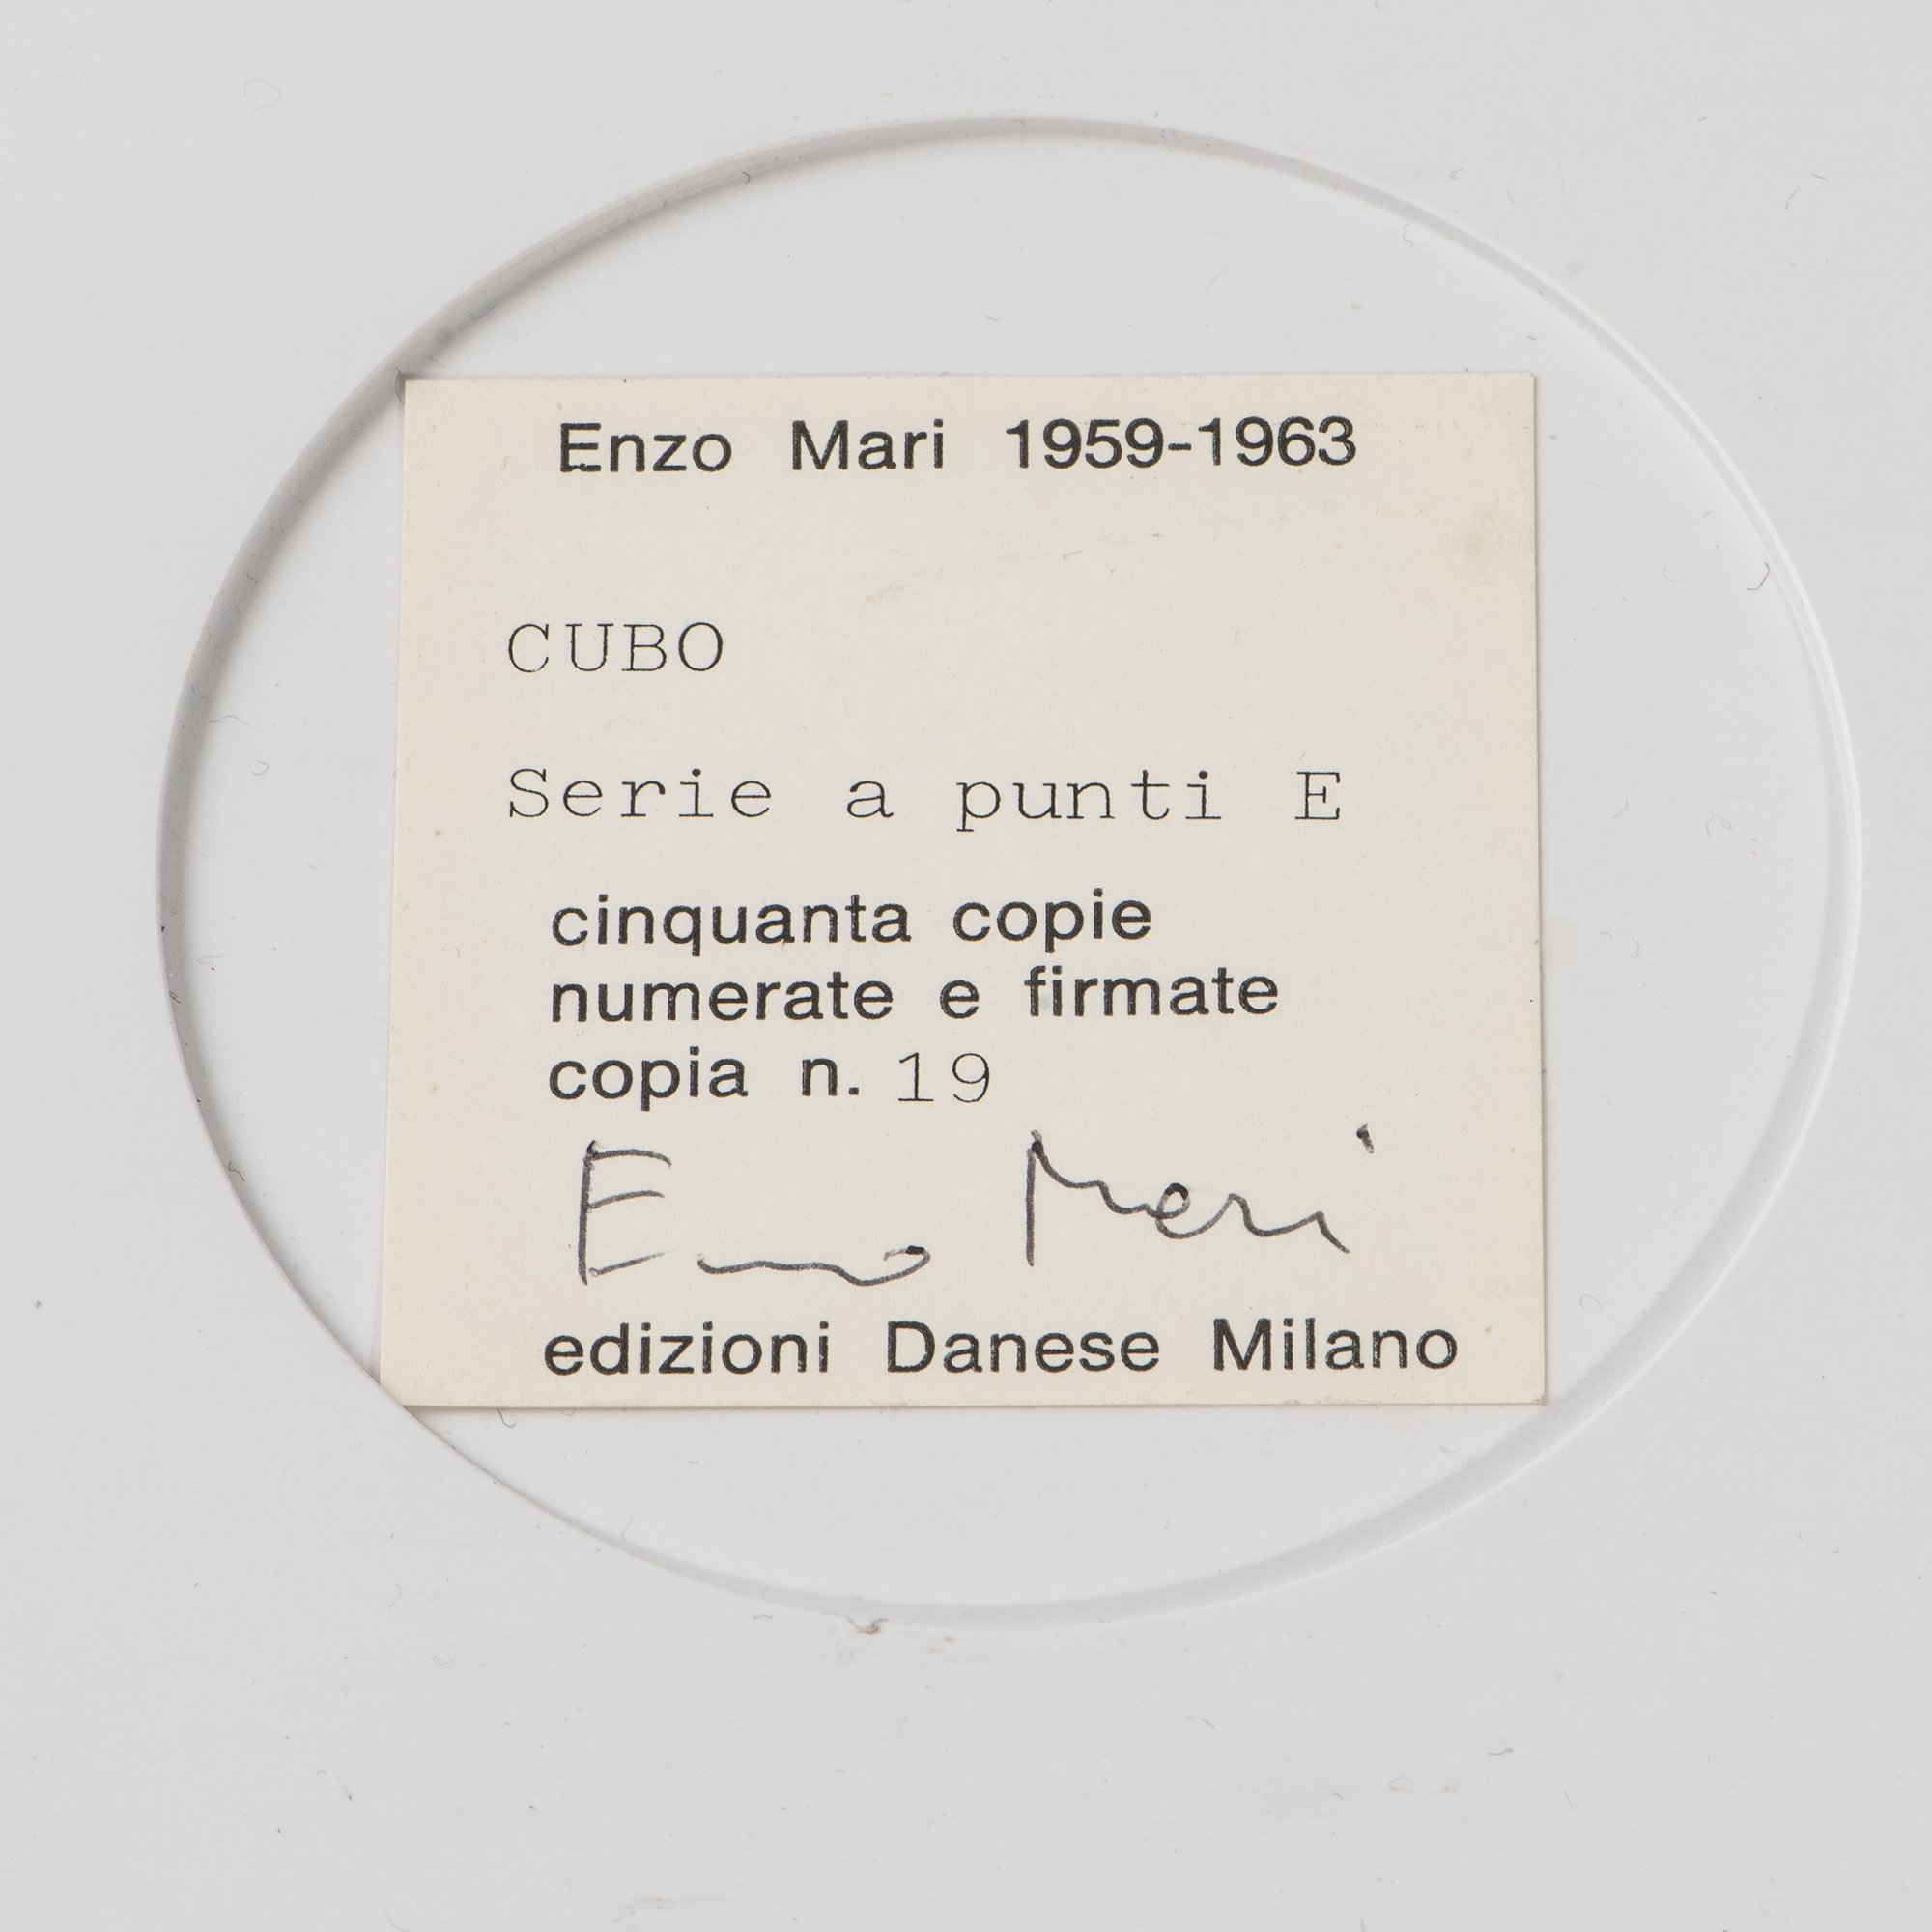 Enzo Mari 1959-1963
CUBO
Serie a punti E
cinquanta copie
numerate e firmate
copia n. 19
Enzo Mari
edizioni Danese Milano